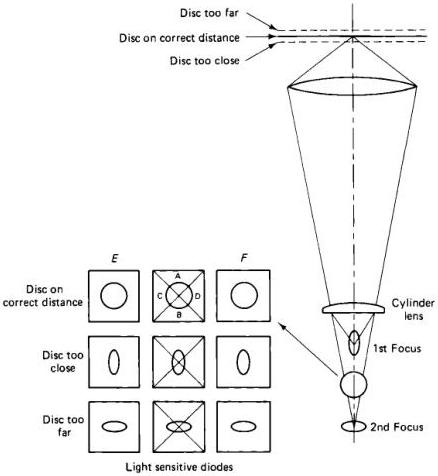 Disc too far
Disc on correct distance
Disc too close
E
F
A
C
D
B
Disc on
correct distance
Cylinder
lens
1st Focus
Disc too
close
Disc too
far
2nd Focus
Light sensitive diodes